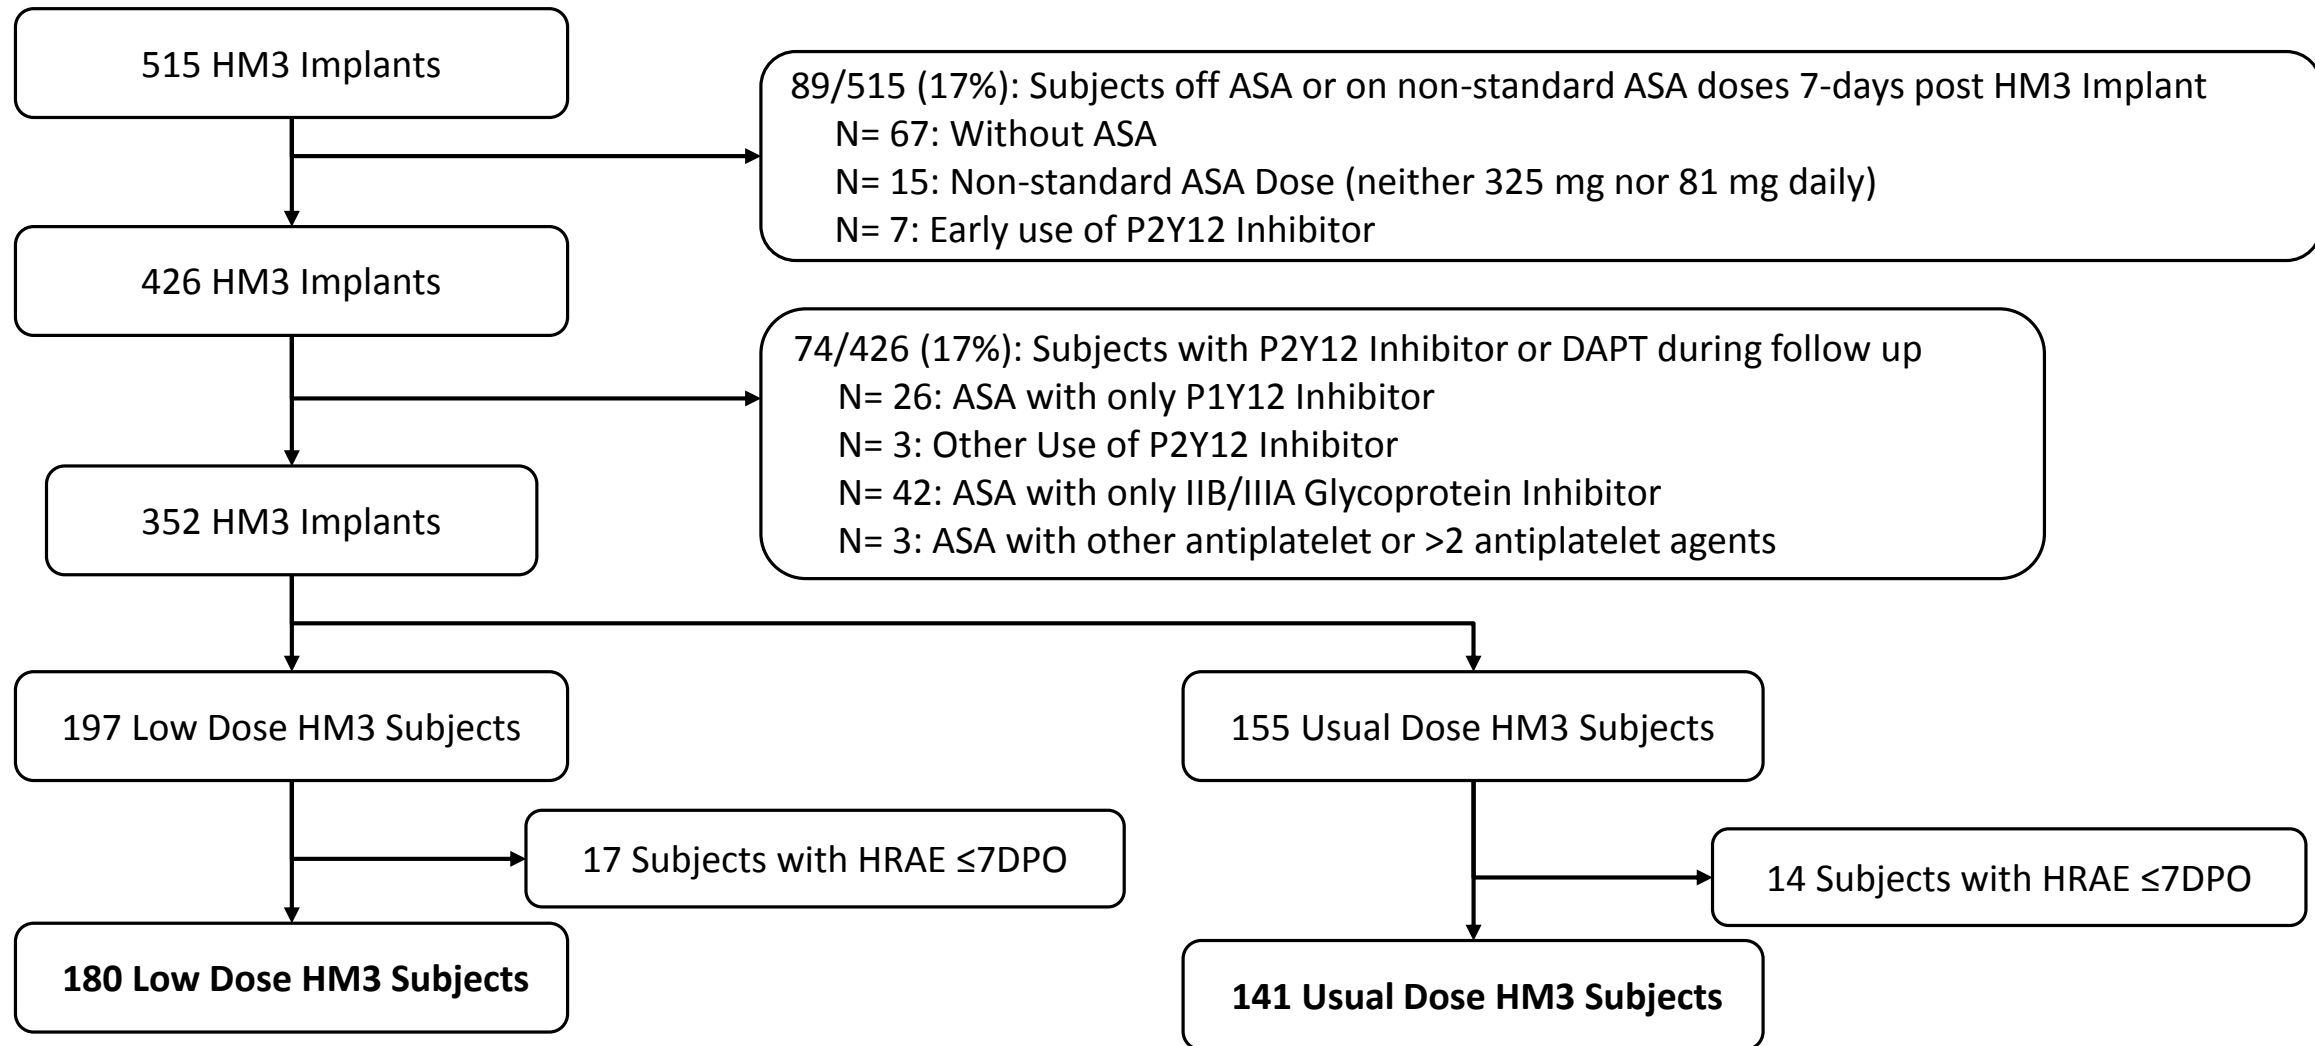 515 HM3 Implants
89/515 (17%): Subjects off ASA or on non-standard ASA doses 7-days post HM3 Implant
N= 67: Without ASA
N= 15: Non-standard ASA Dose (neither 325 mg nor 81 mg daily)
N= 7: Early use of P2Y12 Inhibitor
426 HM3 Implants
74/426 (17%): Subjects with P2Y12 Inhibitor or DAPT during follow up
N= 26: ASA with only P1Y12 Inhibitor
N= 3: Other Use of P2Y12 Inhibitor
N= 42: ASA with only IIB/IIIA Glycoprotein Inhibitor
N= 3: ASA with other antiplatelet or >2 antiplatelet agents
352 HM3 Implants
197 Low Dose HM3 Subjects
155 Usual Dose HM3 Subjects
17 Subjects with HRAE ≤7DPO
14 Subjects with HRAE ≤7DPO
180 Low Dose HM3 Subjects
141 Usual Dose HM3 Subjects